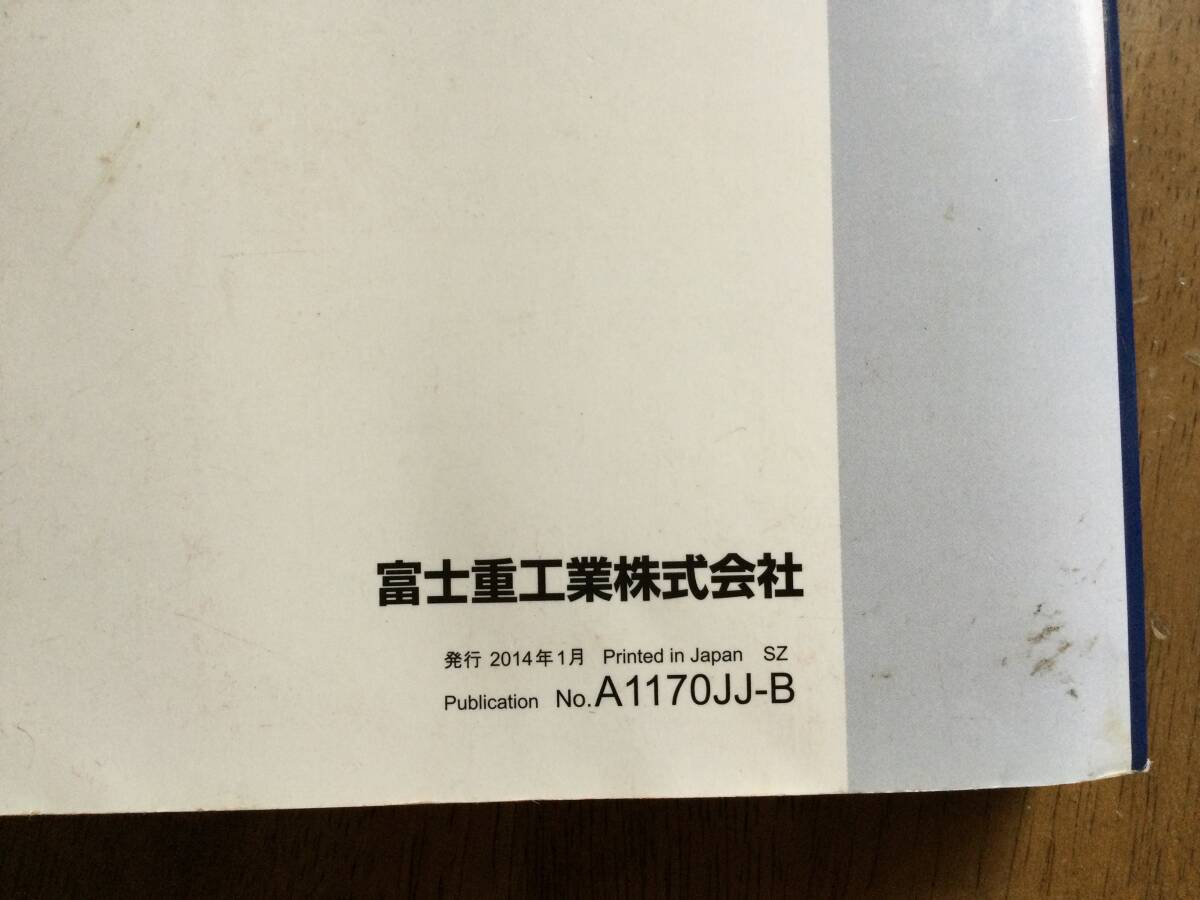 富士重工業株式会社
発行 2014年1月 Printed in Japan SZ
Publication No.A1170JJ-B